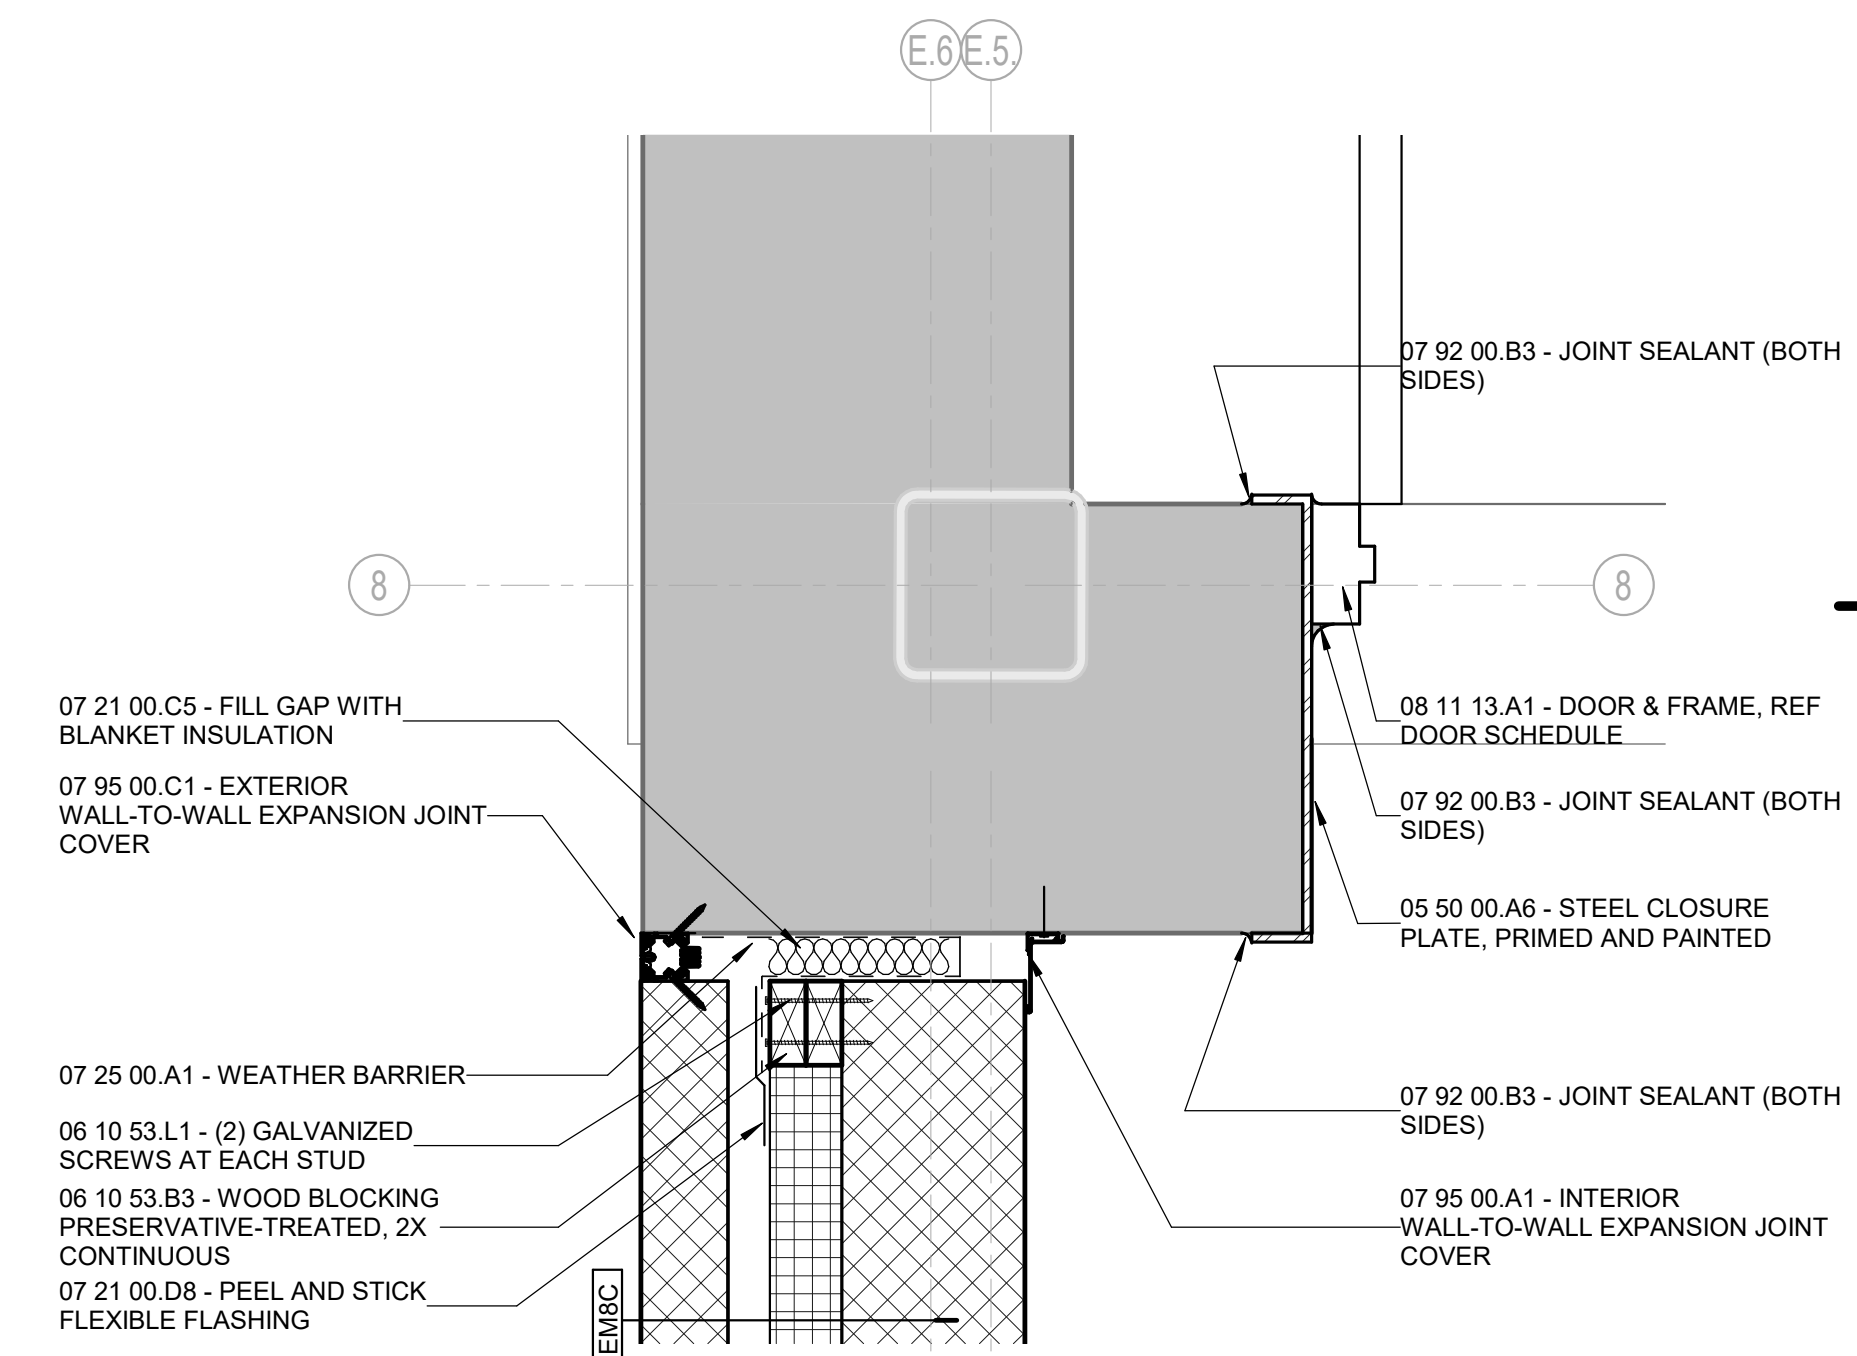 E.6
E.5.
07 92 00.B3 - JOINT SEALANT (BOTH
SIDES)
8
8
07 21 00.C5 - FILL GAP WITH
BLANKET INSULATION
08 11 13.A1 - DOOR & FRAME, REF
DOOR SCHEDULE
07 95 00.C1 - EXTERIOR
WALL-TO-WALL EXPANSION JOINT
COVER
07 92 00.B3 - JOINT SEALANT (BOTH
SIDES)
05 50 00.A6 - STEEL CLOSURE
PLATE, PRIMED AND PAINTED
07 25 00.A1 - WEATHER BARRIER
07 92 00.B3 - JOINT SEALANT (BOTH
SIDES)
06 10 53.L1 - (2) GALVANIZED
SCREWS AT EACH STUD
06 10 53.B3 - WOOD BLOCKING
PRESERVATIVE-TREATED, 2X
CONTINUOUS
07 95 00.A1 - INTERIOR
WALL-TO-WALL EXPANSION JOINT
COVER
07 21 00.D8 - PEEL AND STICK
FLEXIBLE FLASHING
EM8C